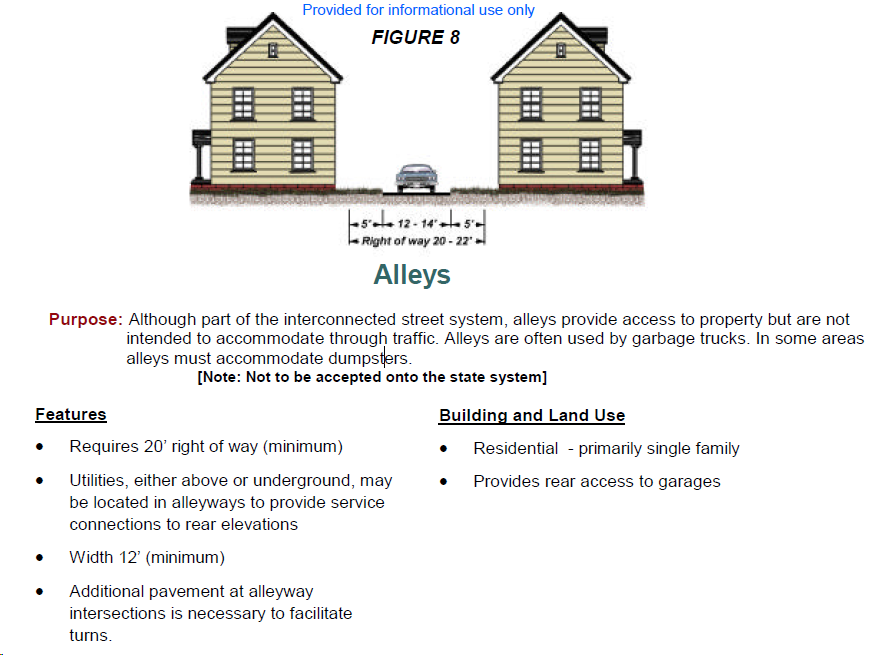 Provided for informational use only
FIGURE 8
5' 12 - 14' 5'
Right of way 20 - 22'
Alleys
Purpose: Although part of the interconnected street system, alleys provide access to property but are not
intended to accommodate through traffic. Alleys are often used by garbage trucks. In some areas
alleys must accommodate dumpsters.
[Note: Not to be accepted onto the state system]
Features
• Requires 20’ right of way (minimum)
• Utilities, either above or underground, may
be located in alleyways to provide service
connections to rear elevations
• Width 12’ (minimum)
• Additional pavement at alleyway
intersections is necessary to facilitate
turns.
Building and Land Use
• Residential - primarily single family
• Provides rear access to garages